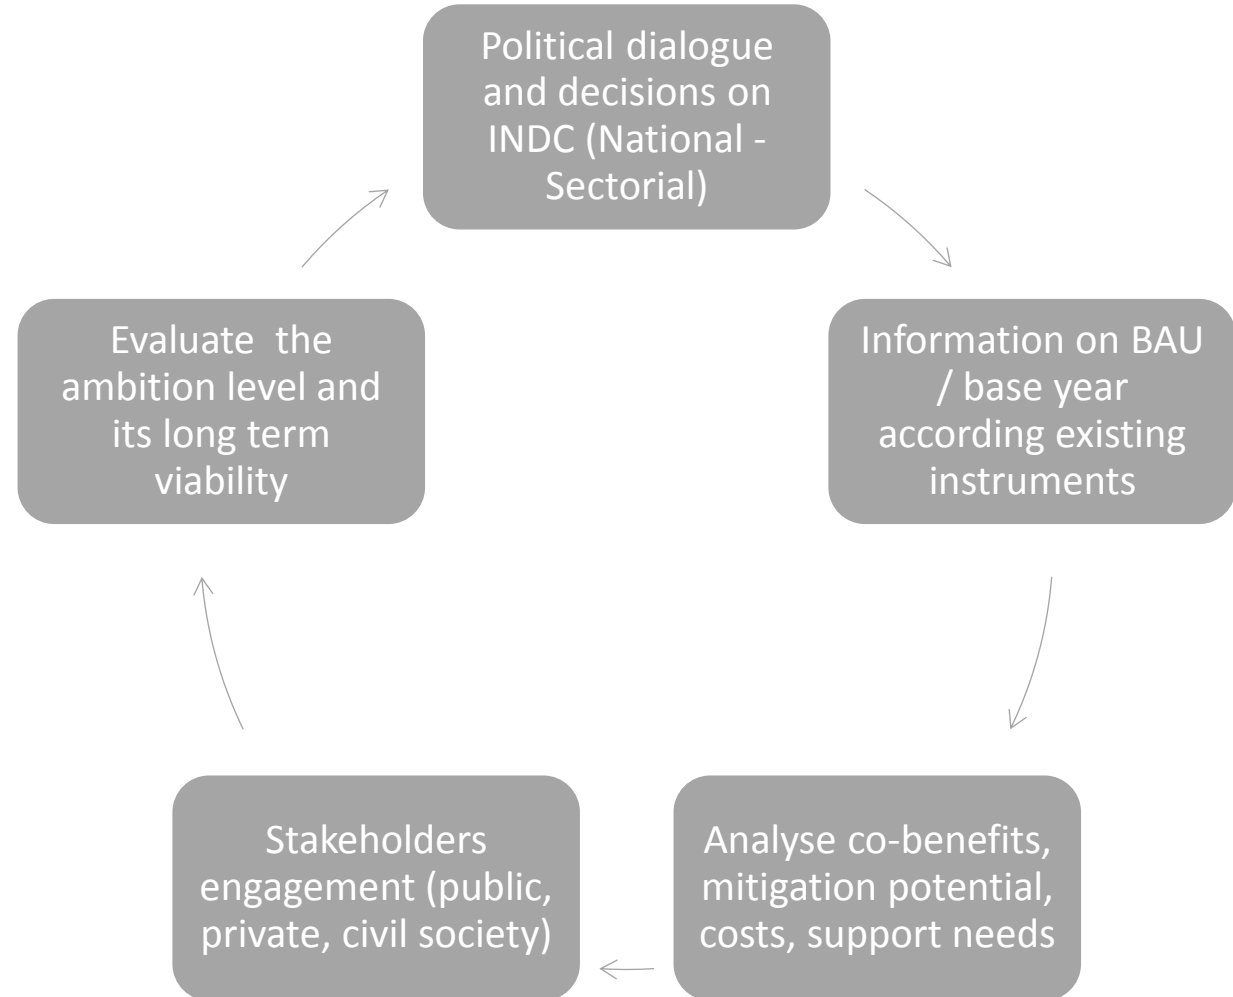 Political dialogue
and decisions on
INDC (National -
Sectorial)
Information on BAU
/ base year
according existing
instruments
Analyse co-benefits,
mitigation potential,
costs, support needs
Stakeholders
engagement (public,
private, civil society)
Evaluate  the
ambition level and
its long term
viability